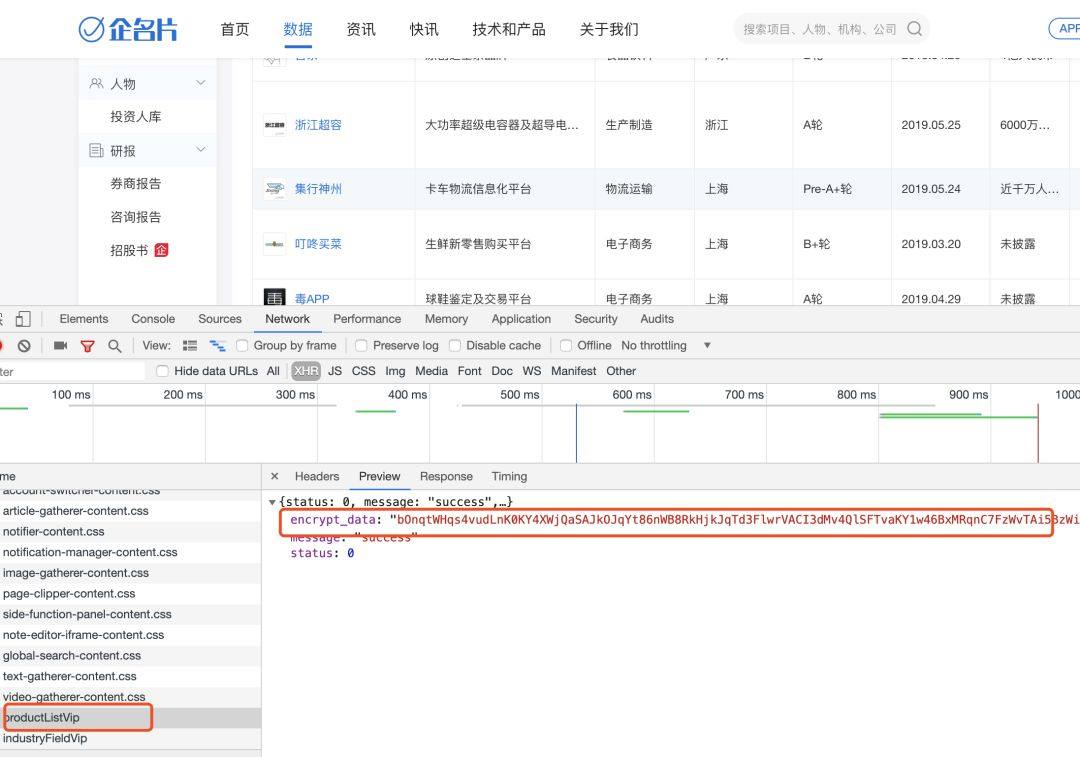 企名片 首页 数据 资讯 快讯 技术和产品 关于我们 搜索项目、人物、机构、公司
人物
投资人库
研报
券商报告
咨询报告
招股书 企
浙江超容 大功率超级电容器及超导电... 生产制造 浙江 A轮 2019.05.25 6000万...
集行神州 卡车物流信息化平台 物流运输 上海 Pre-A+轮 2019.05.24 近千万人...
叮咚买菜 生鲜新零售购买平台 电子商务 上海 B+轮 2019.03.20 未披露
毒APP 球鞋鉴定及交易平台 电子商务 上海 A轮 2019.04.29 未披露
Elements Console Sources Network Performance Memory Application Security Audits
View: Group by frame Preserve log Disable cache Offline No throttling
Hide data URLs All XHR JS CSS Img Media Font Doc WS Manifest Other
100 ms 200 ms 300 ms 400 ms 500 ms 600 ms 700 ms 800 ms 900 ms 1000
× Headers Preview Response Timing
account-switcher-content.css
article-gatherer-content.css
notifier-content.css
notification-manager-content.css
image-gatherer-content.css
page-clipper-content.css
side-function-panel-content.css
note-editor-iframe-content.css
global-search-content.css
text-gatherer-content.css
video-gatherer-content.css
productListVip
industryFieldVip
{status: 0, message: "success",…}
encrypt_data: "bOnqtWHqs4vudLnK0KY4XWjQaSAJkOJqYt86nWB8RkHjkJqTd3FlwrVACI3dMv4QlSFTvaKY1w46BxMRqnC7FzWvTAi5BzWi
message: "success"
status: 0